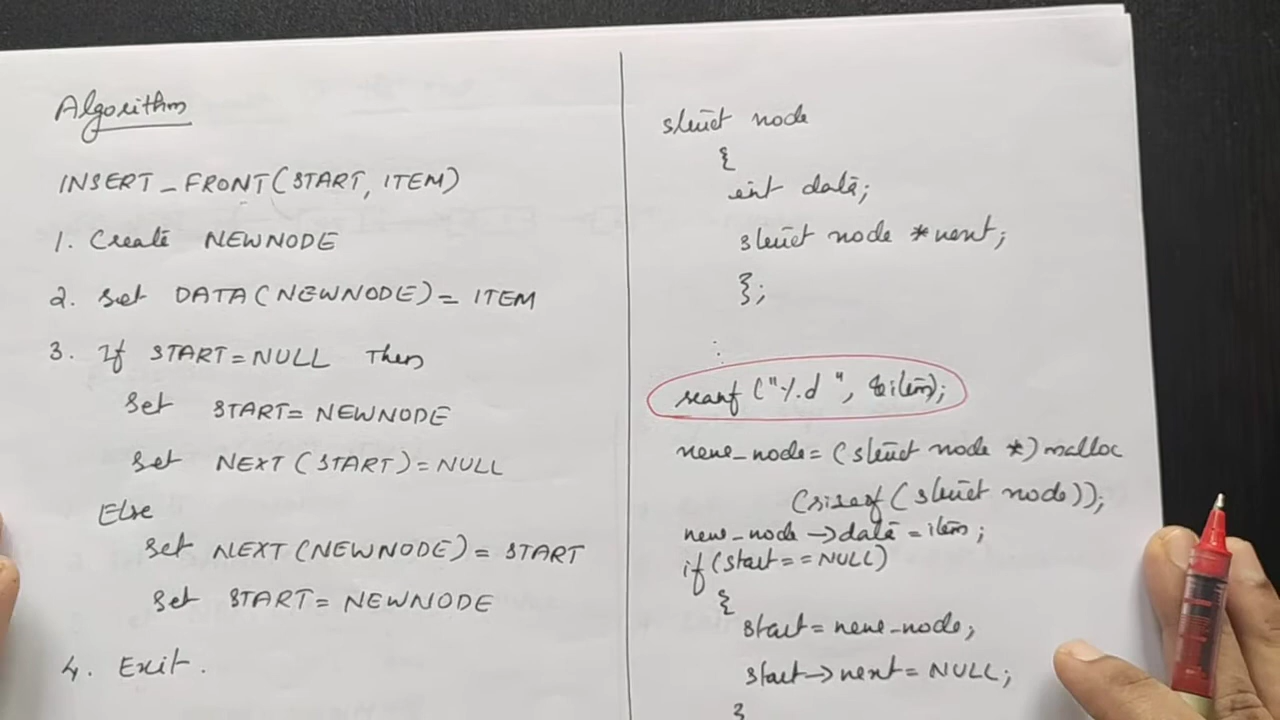 Algorithm
INSERT_FRONT(START, ITEM)
1. Create NEWNODE
2. Set DATA(NEWNODE) = ITEM
3. If START=NULL Then
Set START= NEWNODE
Set NEXT(START)=NULL
Else
Set NEXT(NEWNODE) = START
Set START= NEWNODE
4. Exit.
struct node
{
int data;
struct node *next;
};
:
scanf ("%d", &item);
new_node= (struct node *)malloc
(sizeof(struct node));
new_node->data=item;
if(start==NULL)
{
start=new_node;
start->next=NULL;
}